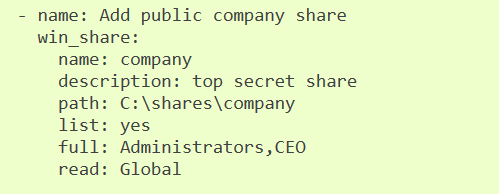 - name: Add public company share
  win_share:
    name: company
    description: top secret share
    path: C:\shares\company
    list: yes
    full: Administrators,CEO
    read: Global